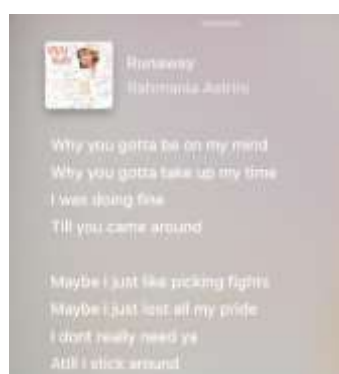 Runaway
Rahmania Astrini
Why you gotta be on my mind
Why you gotta take up my time
I was doing fine
Till you came around
Maybe i just like picking fights
Maybe i just lost all my pride
I dont really need ya
Still i stick around